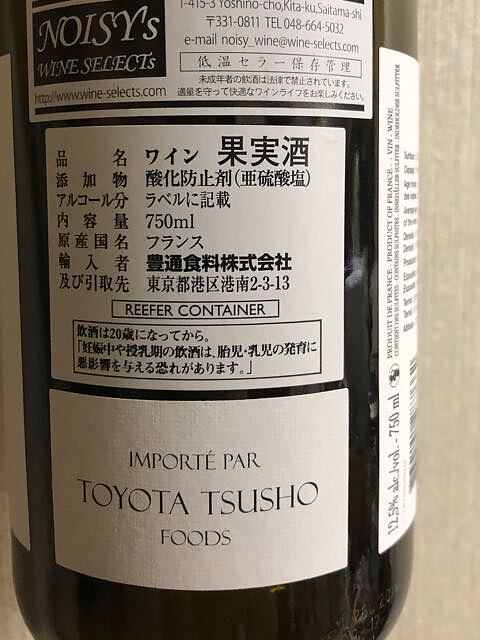 NOISY's
WINE SELECTs
http://www.wine-selects.com
1-415-3 Yoshino-cho,Kita-ku,Saitama-shi
〒331-0811 TEL 048-664-5032
e-mail noisy_wine@wine-selects.com
低温セラー保存管理
未成年者の飲酒は法律で禁止されています。
適量を守って快適なワインライフをお楽しみください。
品 名 ワイン 果実酒
添加物 酸化防止剤(亜硫酸塩)
アルコール分 ラベルに記載
内容量 750ml
原産国名 フランス
輸入者 豊通食料株式会社
及び引取先 東京都港区港南2-3-13
REEFER CONTAINER
飲酒は20歳になってから。
「妊娠中や授乳期の飲酒は、胎児・乳児の発育に
悪影響を与える恐れがあります。」
IMPORTÉ PAR
TOYOTA TSUSHO
FOODS
PRODUIT DE FRANCE - PRODUCT OF FRANCE - VIN - WINE
CONTIENT DES SULFITES - CONTAINS SULPHITES - INNEHÅLLER SULFITER - INDEHOLDER SULFITTER
12.5% alc./vol. - 750 ml